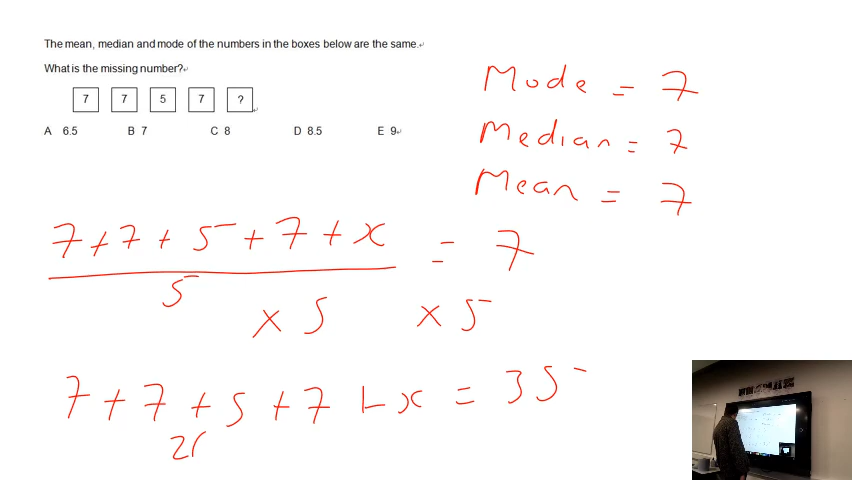 The mean, median and mode of the numbers in the boxes below are the same.
What is the missing number?
7 7 5 7 ?
A 6.5 B 7 C 8 D 8.5 E 9
Mode = 7
Median = 7
Mean = 7
7 + 7 + 5 + 7 + x = 7
5
× 5 × 5
7 + 7 + 5 + 7 + x = 35